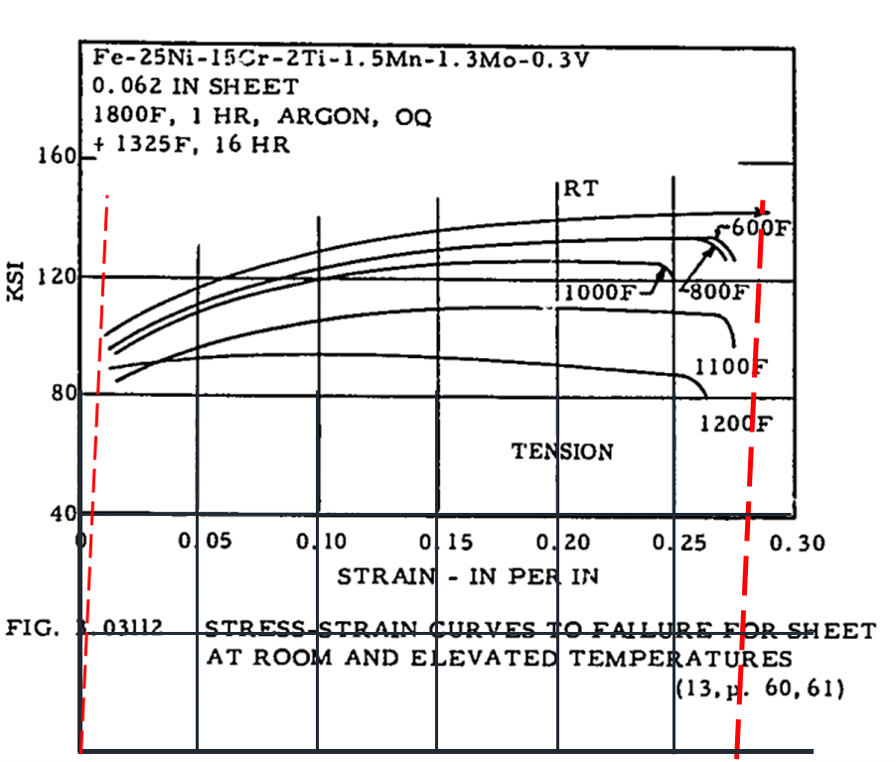 Fe-25Ni-15Cr-2Ti-1.5Mn-1.3Mo-0.3V
0.062 IN SHEET
1800F, 1 HR, ARGON, OQ
+ 1325F, 16 HR
160
RT
600F
KSI
120
1000F
800F
1100F
80
1200F
TENSION
40
0 0.05 0.10 0.15 0.20 0.25 0.30
STRAIN - IN PER IN
FIG. 3.03112 STRESS-STRAIN CURVES TO FAILURE FOR SHEET
AT ROOM AND ELEVATED TEMPERATURES
(13, p. 60, 61)